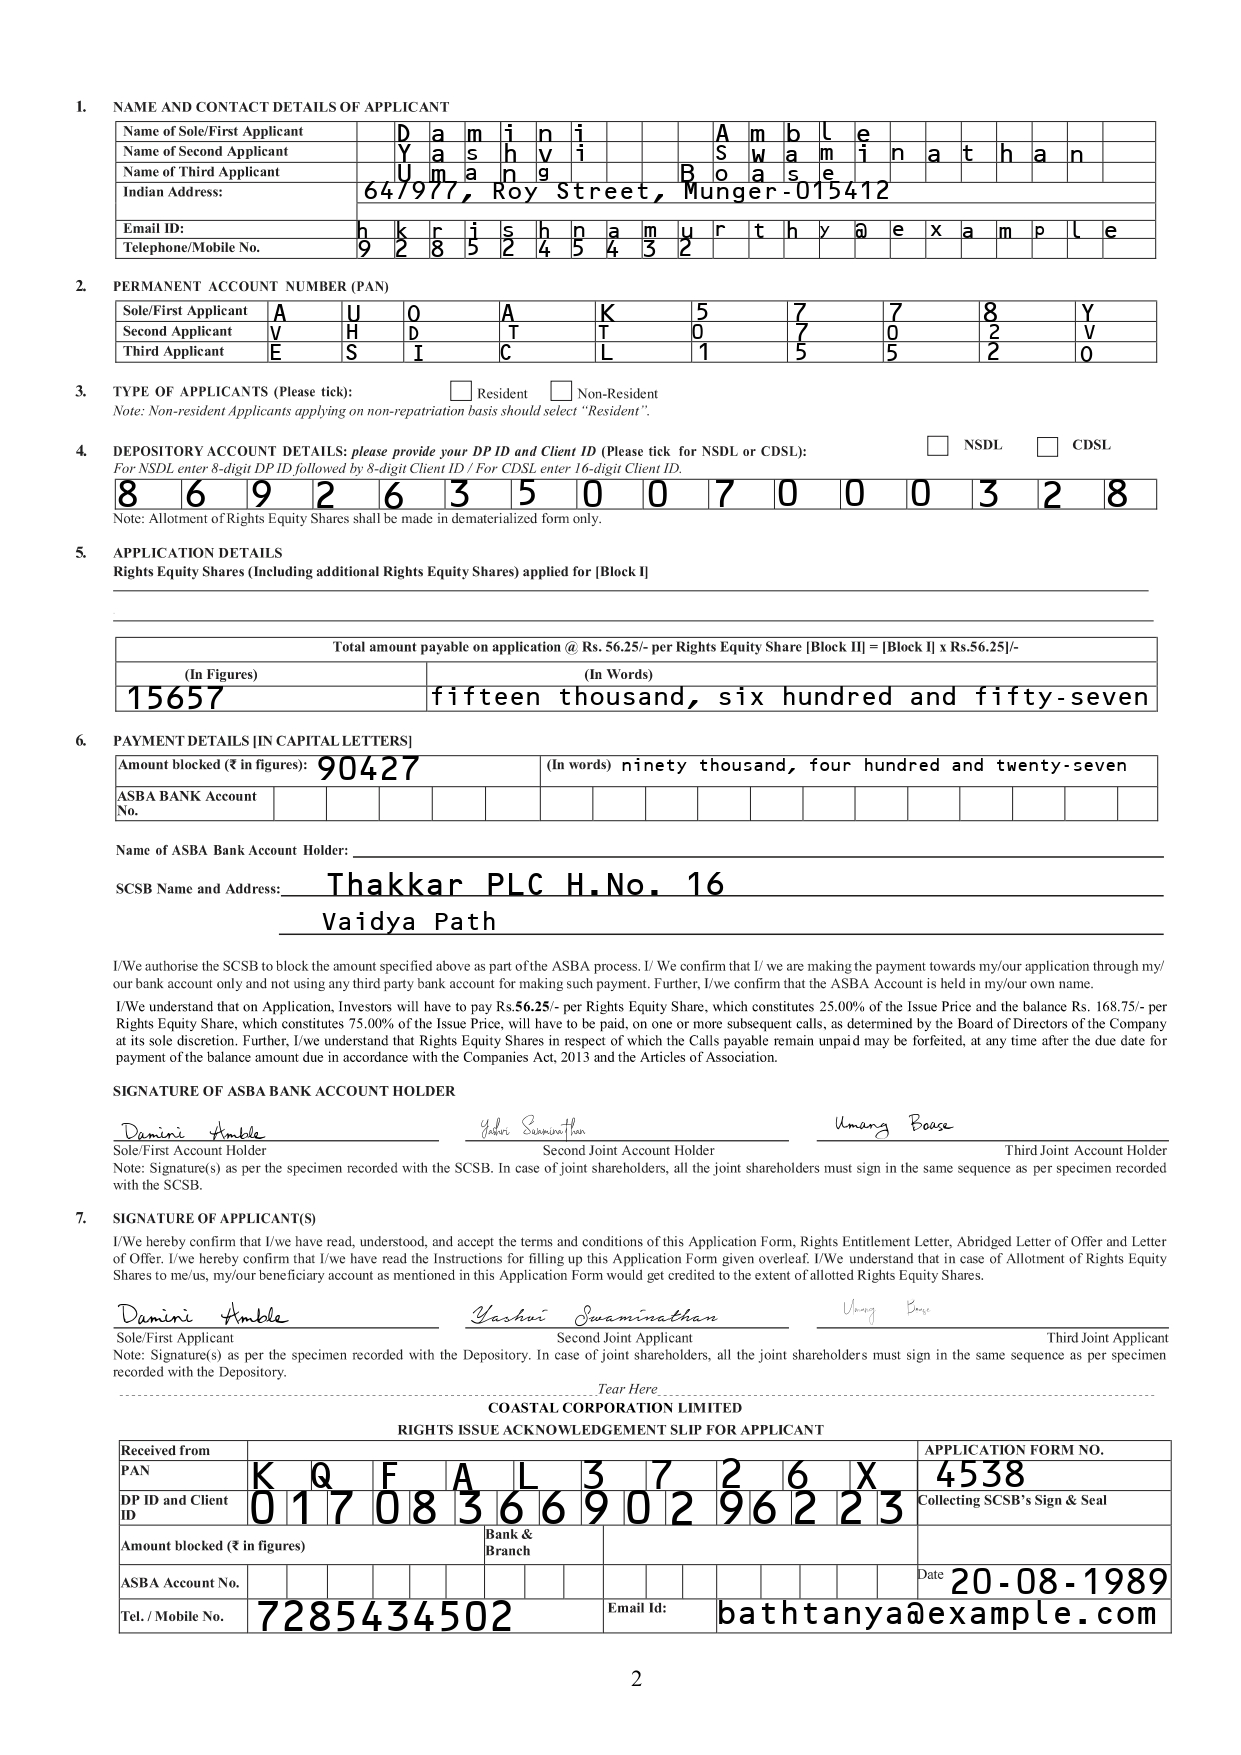 1. NAME AND CONTACT DETAILS OF APPLICANT
Name of Sole/First Applicant Damini Amble
Name of Second Applicant Yashvi Swaminathan
Name of Third Applicant Umang Boase
Indian Address: 64/977, Roy Street, Munger-015412
Email ID: hkrishnamurthy@example
Telephone/Mobile No. 9285245432
2. PERMANENT ACCOUNT NUMBER (PAN)
Sole/First Applicant A U O A K 5 7 7 8 Y
Second Applicant V H D T T 0 7 0 2 V
Third Applicant E S I C L 1 5 5 2 O
3. TYPE OF APPLICANTS (Please tick): Resident Non-Resident
Note: Non-resident Applicants applying on non-repatriation basis should select “Resident”.
4. DEPOSITORY ACCOUNT DETAILS: please provide your DP ID and Client ID (Please tick for NSDL or CDSL): NSDL CDSL
For NSDL enter 8-digit DP ID followed by 8-digit Client ID / For CDSL enter 16-digit Client ID.
8 6 9 2 6 3 5 0 0 7 0 0 0 3 2 8
Note: Allotment of Rights Equity Shares shall be made in dematerialized form only.
5. APPLICATION DETAILS
Rights Equity Shares (Including additional Rights Equity Shares) applied for [Block I]
Total amount payable on application @ Rs. 56.25/- per Rights Equity Share [Block II] = [Block I] x Rs.56.25]/-
(In Figures) (In Words)
15657 fifteen thousand, six hundred and fifty-seven
6. PAYMENT DETAILS [IN CAPITAL LETTERS]
Amount blocked (₹ in figures): 90427 (In words) ninety thousand, four hundred and twenty-seven
ASBA BANK Account
No.
Name of ASBA Bank Account Holder:
SCSB Name and Address: Thakkar PLC H.No. 16
Vaidya Path
I/We authorise the SCSB to block the amount specified above as part of the ASBA process. I/ We confirm that I/ we are making the payment towards my/our application through my/
our bank account only and not using any third party bank account for making such payment. Further, I/we confirm that the ASBA Account is held in my/our own name.
I/We understand that on Application, Investors will have to pay Rs.56.25/- per Rights Equity Share, which constitutes 25.00% of the Issue Price and the balance Rs. 168.75/- per
Rights Equity Share, which constitutes 75.00% of the Issue Price, will have to be paid, on one or more subsequent calls, as determined by the Board of Directors of the Company
at its sole discretion. Further, I/we understand that Rights Equity Shares in respect of which the Calls payable remain unpaid may be forfeited, at any time after the due date for
payment of the balance amount due in accordance with the Companies Act, 2013 and the Articles of Association.
SIGNATURE OF ASBA BANK ACCOUNT HOLDER
Damini Amble Yashvi Swaminathan Umang Boase
Sole/First Account Holder Second Joint Account Holder Third Joint Account Holder
Note: Signature(s) as per the specimen recorded with the SCSB. In case of joint shareholders, all the joint shareholders must sign in the same sequence as per specimen recorded
with the SCSB.
7. SIGNATURE OF APPLICANT(S)
I/We hereby confirm that I/we have read, understood, and accept the terms and conditions of this Application Form, Rights Entitlement Letter, Abridged Letter of Offer and Letter
of Offer. I/we hereby confirm that I/we have read the Instructions for filling up this Application Form given overleaf. I/We understand that in case of Allotment of Rights Equity
Shares to me/us, my/our beneficiary account as mentioned in this Application Form would get credited to the extent of allotted Rights Equity Shares.
Damini Amble Yashvi Swaminathan Umang Boase
Sole/First Applicant Second Joint Applicant Third Joint Applicant
Note: Signature(s) as per the specimen recorded with the Depository. In case of joint shareholders, all the joint shareholders must sign in the same sequence as per specimen
recorded with the Depository.
Tear Here
COASTAL CORPORATION LIMITED
RIGHTS ISSUE ACKNOWLEDGEMENT SLIP FOR APPLICANT
Received from APPLICATION FORM NO.
PAN K Q F A L 3 7 2 6 X 4538
DP ID and Client
ID 0170836690296223 Collecting SCSB’s Sign & Seal
Amount blocked (₹ in figures) Bank &
Branch
ASBA Account No. Date 20-08-1989
Tel. / Mobile No. 7285434502 Email Id: bathtanya@example.com
2